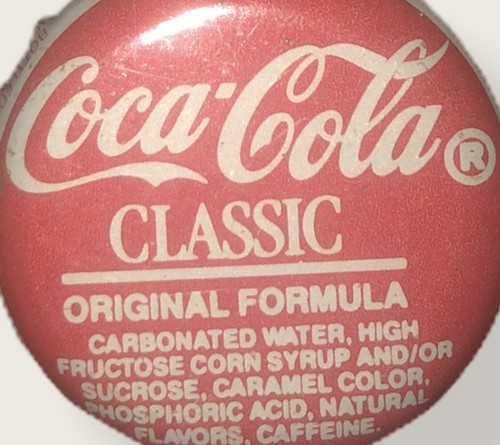 Coca-Cola ®
CLASSIC
ORIGINAL FORMULA
CARBONATED WATER, HIGH
FRUCTOSE CORN SYRUP AND/OR
SUCROSE, CARAMEL COLOR,
PHOSPHORIC ACID, NATURAL
FLAVORS, CAFFEINE.